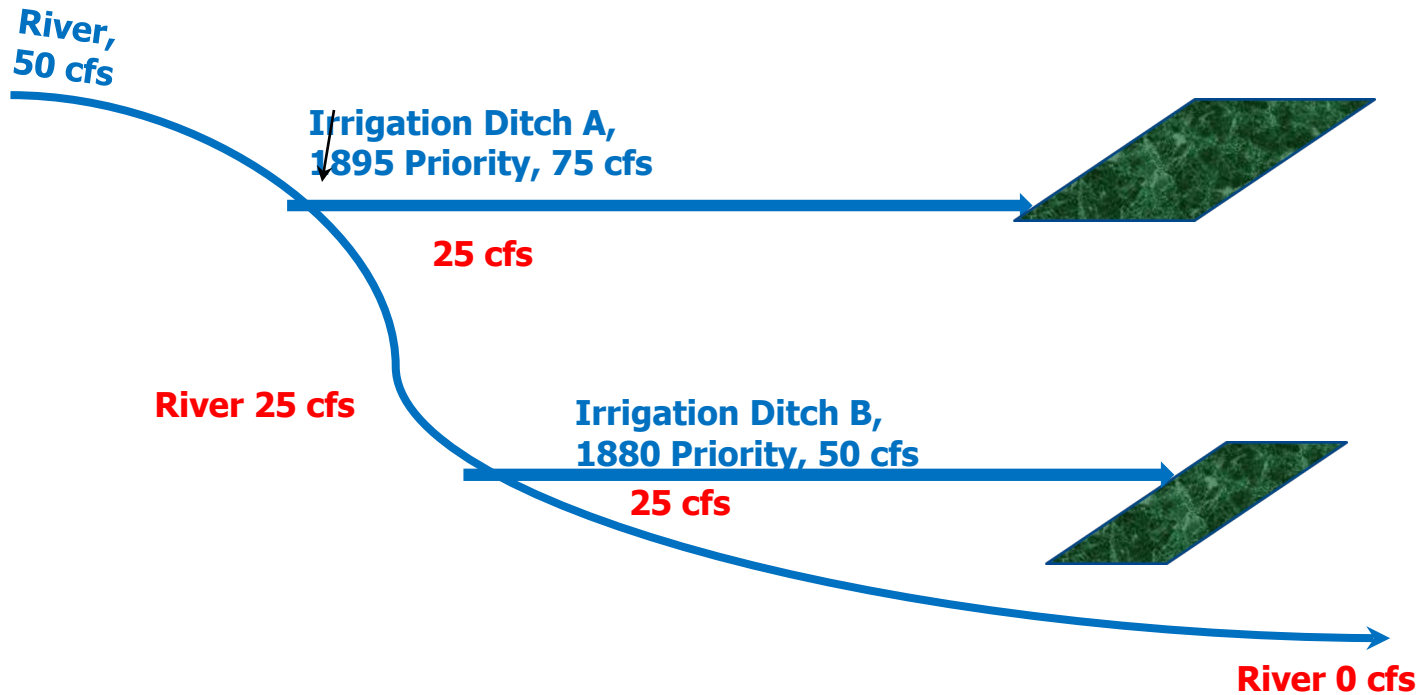 River,
50 cfs
Irrigation Ditch A,
1895 Priority, 75 cfs
25 cfs
River 25 cfs
Irrigation Ditch B,
1880 Priority, 50 cfs
25 cfs
River 0 cfs